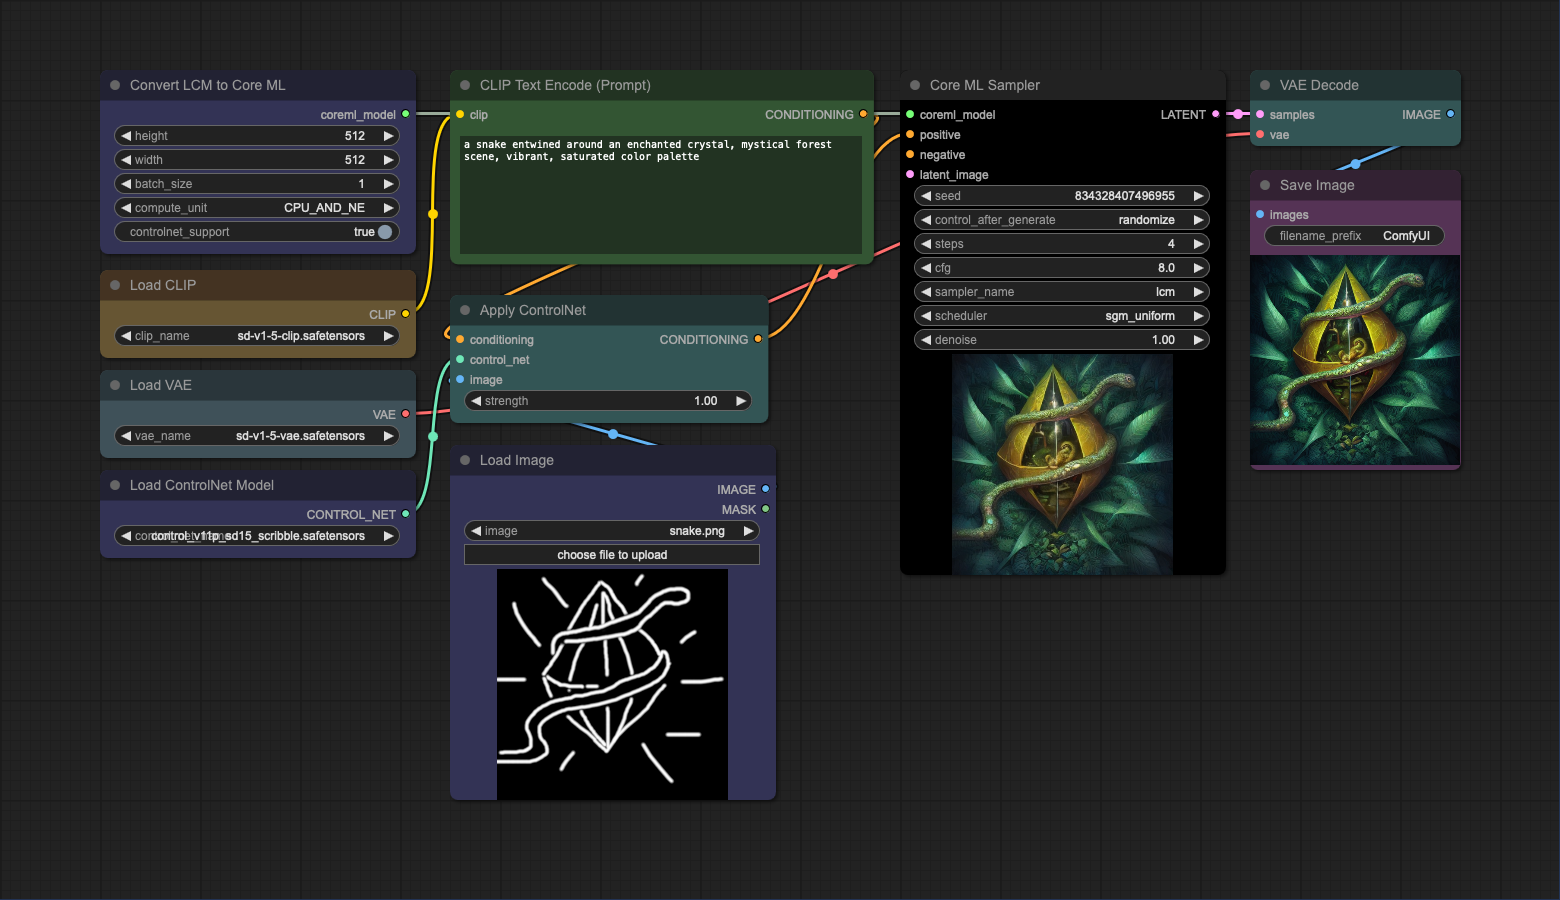 Convert LCM to Core ML
coreml_model
height 512
width 512
batch_size 1
compute_unit CPU_AND_NE
controlnet_support true
Load CLIP
CLIP
clip_name sd-v1-5-clip.safetensors
Load VAE
VAE
vae_name sd-v1-5-vae.safetensors
Load ControlNet Model
CONTROL_NET
control_v11p_sd15_scribble.safetensors
CLIP Text Encode (Prompt)
clip CONDITIONING
a snake entwined around an enchanted crystal, mystical forest
scene, vibrant, saturated color palette
Apply ControlNet
conditioning CONDITIONING
control_net
image
strength 1.00
Load Image
IMAGE
MASK
image snake.png
choose file to upload
Core ML Sampler
coreml_model LATENT
positive
negative
latent_image
seed 834328407496955
control_after_generate randomize
steps 4
cfg 8.0
sampler_name lcm
scheduler sgm_uniform
denoise 1.00
VAE Decode
samples IMAGE
vae
Save Image
images
filename_prefix ComfyUI